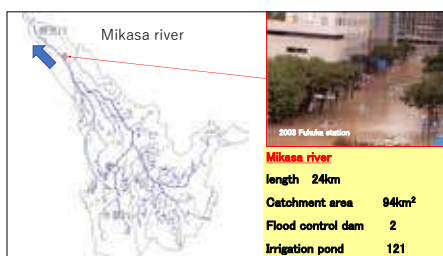 Mikasa river
2003 Fukuka station
Mikasa river
length 24km
Catchment area 94km²
Flood control dam 2
Irrigation pond 121